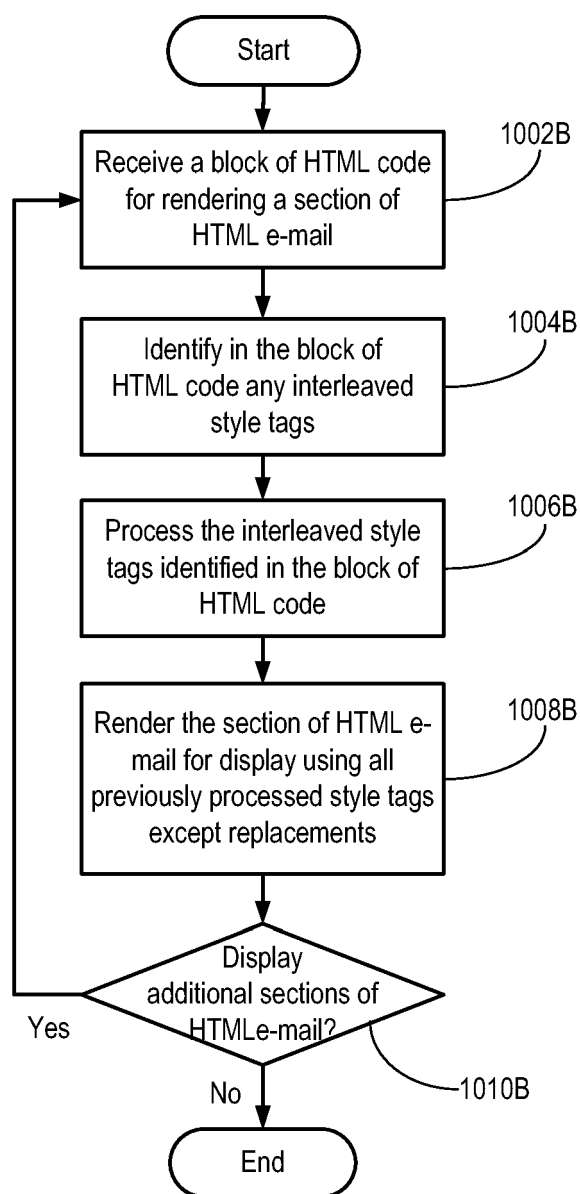 Start
Receive a block of HTML code
for rendering a section of
HTML e-mail
1002B
Identify in the block of
HTML code any interleaved
style tags
1004B
Process the interleaved style
tags identified in the block of
HTML code
1006B
Render the section of HTML e-
mail for display using all
previously processed style tags
except replacements
1008B
Display
additional sections of
HTMLe-mail?
1010B
Yes
No
End